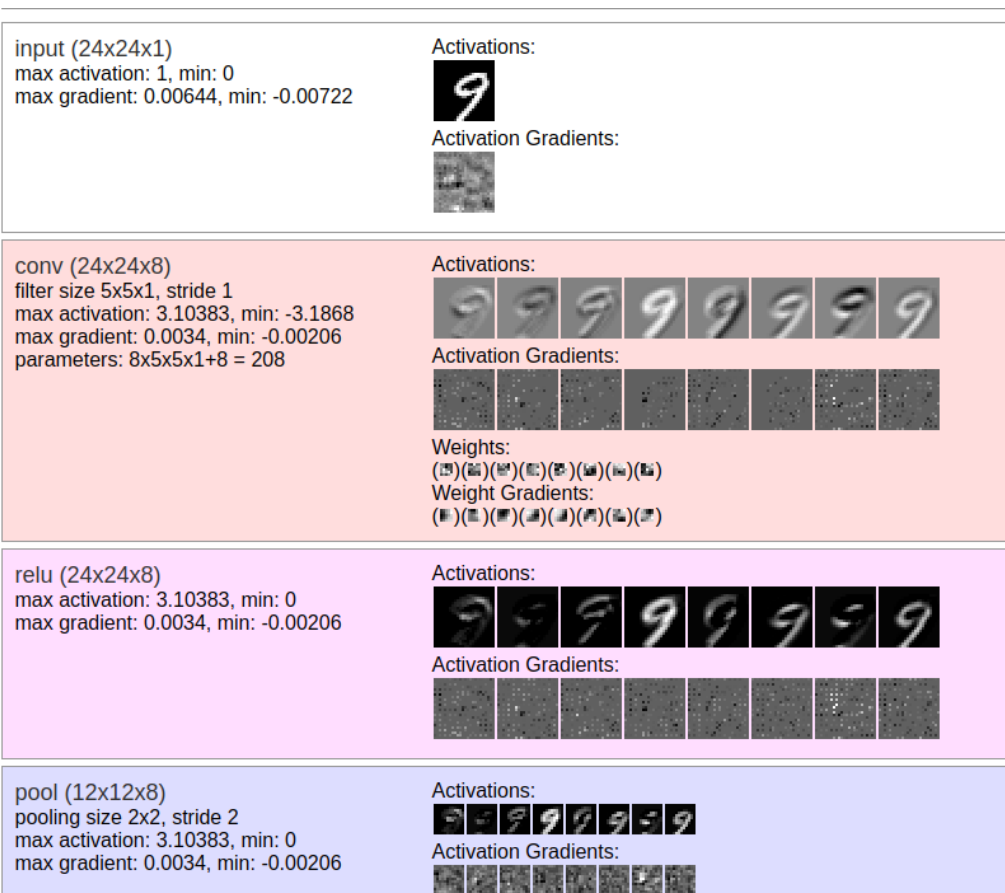 input (24x24x1)
max activation: 1, min: 0
max gradient: 0.00644, min: -0.00722
Activations:
Activation Gradients:
conv (24x24x8)
filter size 5x5x1, stride 1
max activation: 3.10383, min: -3.1868
max gradient: 0.0034, min: -0.00206
parameters: 8x5x5x1+8 = 208
Activations:
Activation Gradients:
Weights:
()()()()()()()()
Weight Gradients:
()()()()()()()()
relu (24x24x8)
max activation: 3.10383, min: 0
max gradient: 0.0034, min: -0.00206
Activations:
Activation Gradients:
pool (12x12x8)
pooling size 2x2, stride 2
max activation: 3.10383, min: 0
max gradient: 0.0034, min: -0.00206
Activations:
Activation Gradients: